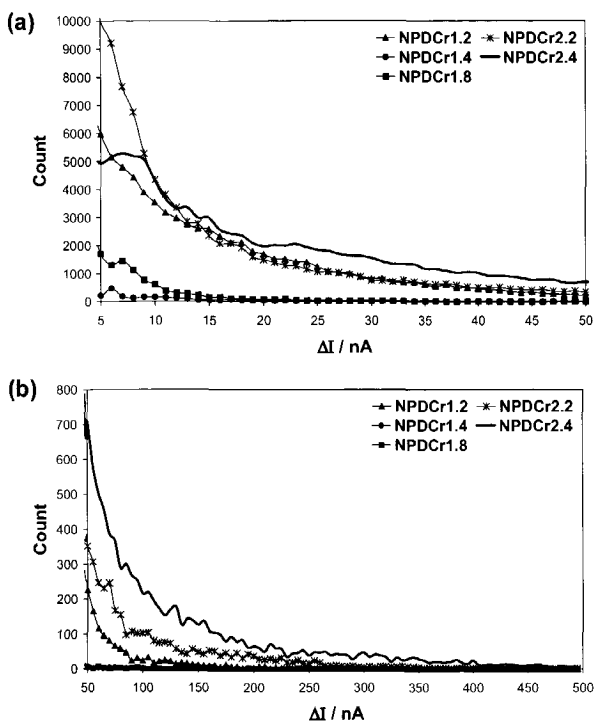 (a)
NPDCr1.2 NPDCr2.2
NPDCr1.4 NPDCr2.4
NPDCr1.8
10000
9000
8000
7000
6000
5000
4000
3000
2000
1000
0
Count
5 10 15 20 25 30 35 40 45 50
ΔI / nA
(b)
NPDCr1.2 NPDCr2.2
NPDCr1.4 NPDCr2.4
NPDCr1.8
800
700
600
500
400
300
200
100
0
Count
50 100 150 200 250 300 350 400 450 500
ΔI / nA